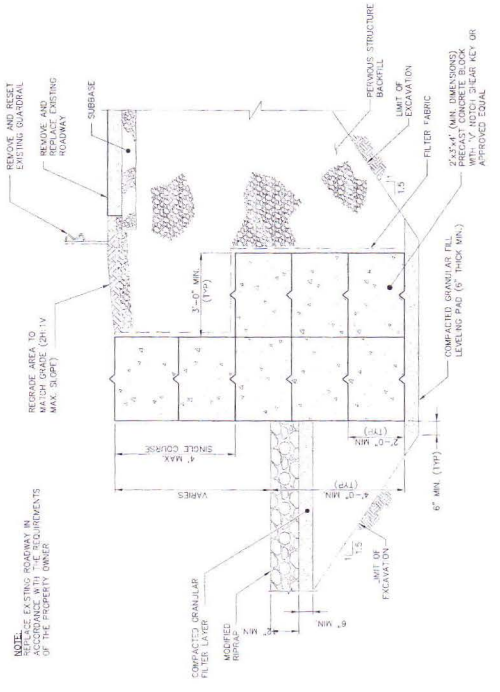 NOTE:
REPLACE EXISTING ROADWAY IN
ACCORDANCE WITH THE REQUIREMENTS
OF THE PROPERTY OWNER
REGRADE AREA TO
MATCH GRADE (2H:1V
MAX. SLOPE)
REMOVE AND RESET
EXISTING GUARDRAIL
REMOVE AND
REPLACE EXISTING
ROADWAY
SUBBASE
3'-0" MIN.
(TYP)
4' MAX.
SINGLE COURSE
VARIES
4'-0" MIN.
(TYP)
2'-0" MIN.
(TYP)
COMPACTED GRANULAR
FILTER LAYER
MODIFIED
RIPRAP
MIN.
6" MIN.
1
1.5
LIMIT OF
EXCAVATION
6" MIN. (TYP)
PERVIOUS STRUCTURE
BACKFILL
1
1.5
LIMIT OF
EXCAVATION
FILTER FABRIC
2'x3'x4' (MIN. DIMENSIONS)
PRECAST CONCRETE BLOCK
WITH "V" NOTCH SHEAR KEY OR
APPROVED EQUAL
COMPACTED GRANULAR FILL
LEVELING PAD (6" THICK MIN.)